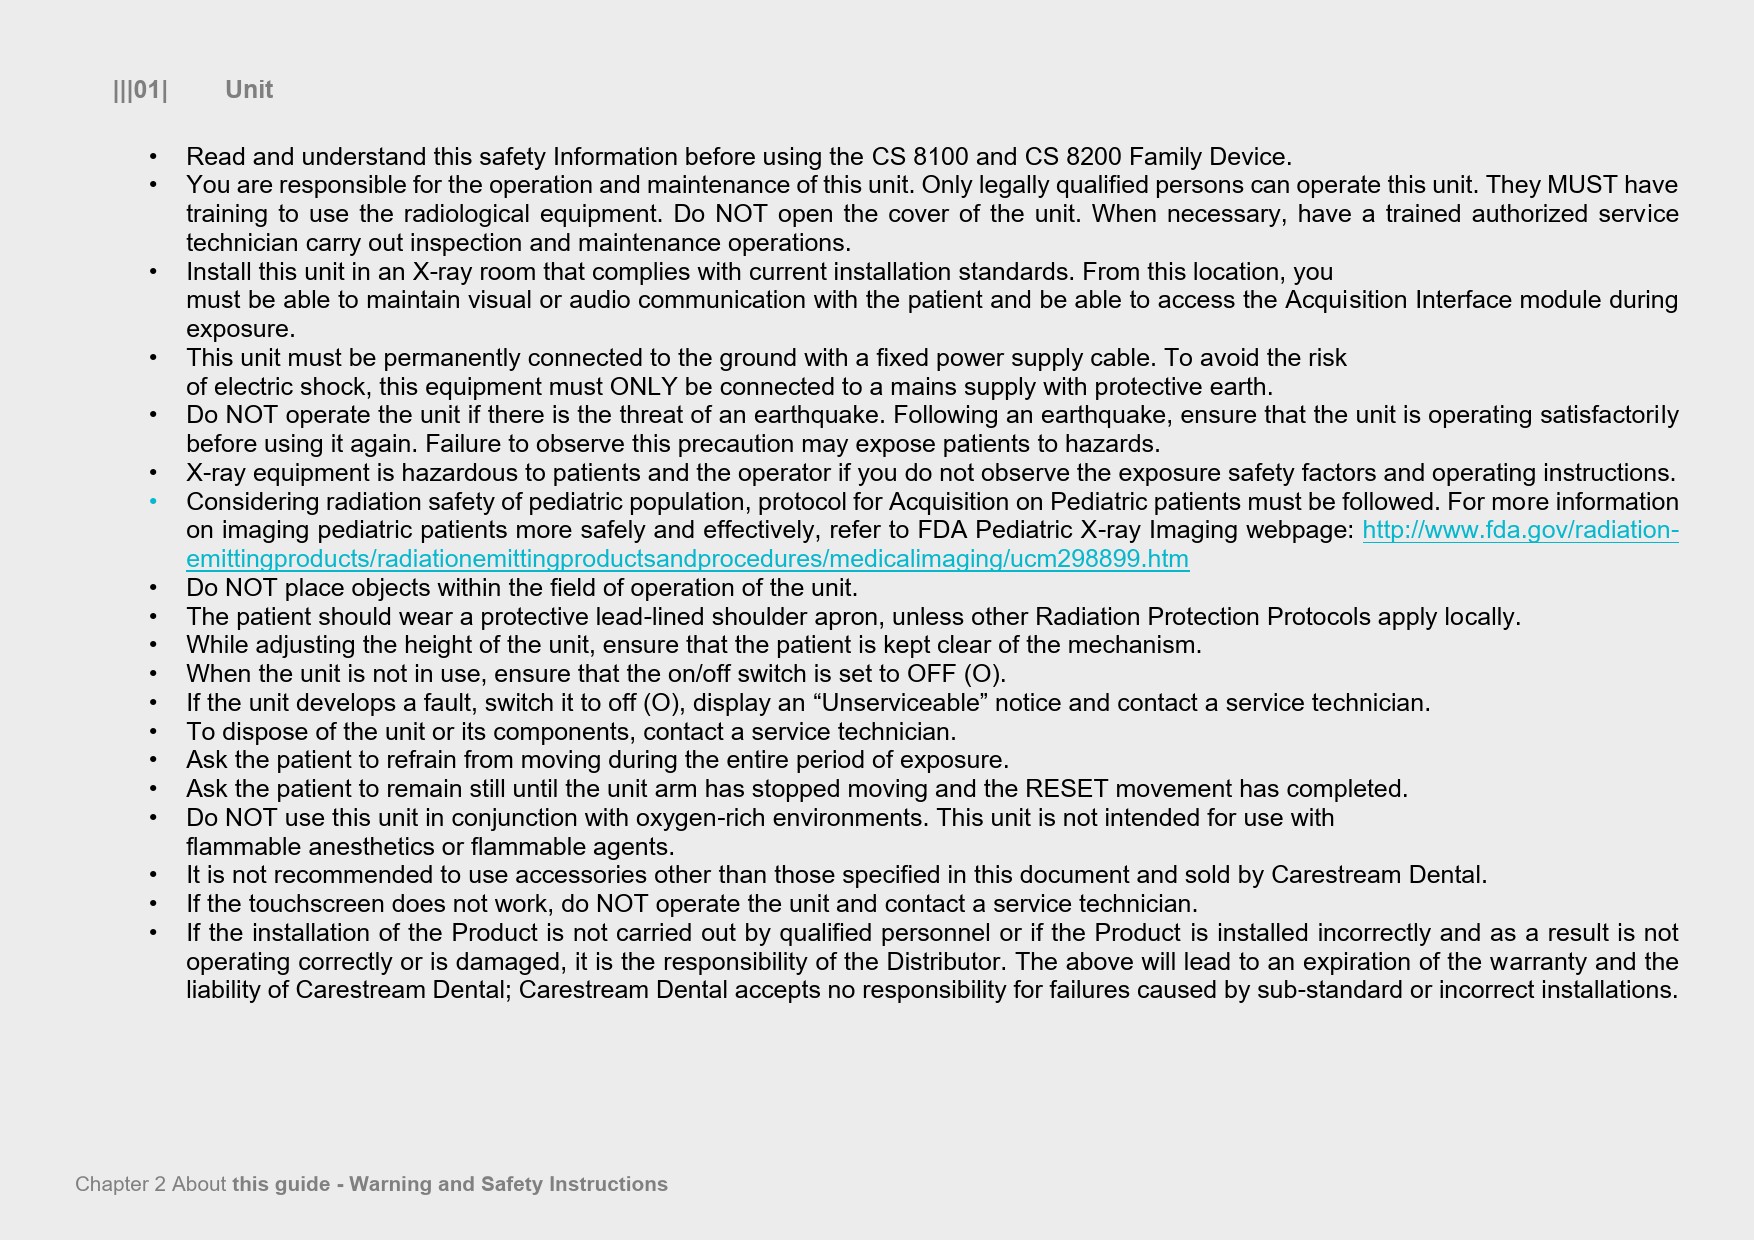 |||01| Unit
• Read and understand this safety Information before using the CS 8100 and CS 8200 Family Device.
• You are responsible for the operation and maintenance of this unit. Only legally qualified persons can operate this unit. They MUST have
training to use the radiological equipment. Do NOT open the cover of the unit. When necessary, have a trained authorized service
technician carry out inspection and maintenance operations.
• Install this unit in an X-ray room that complies with current installation standards. From this location, you
must be able to maintain visual or audio communication with the patient and be able to access the Acquisition Interface module during
exposure.
• This unit must be permanently connected to the ground with a fixed power supply cable. To avoid the risk
of electric shock, this equipment must ONLY be connected to a mains supply with protective earth.
• Do NOT operate the unit if there is the threat of an earthquake. Following an earthquake, ensure that the unit is operating satisfactorily
before using it again. Failure to observe this precaution may expose patients to hazards.
• X-ray equipment is hazardous to patients and the operator if you do not observe the exposure safety factors and operating instructions.
• Considering radiation safety of pediatric population, protocol for Acquisition on Pediatric patients must be followed. For more information
on imaging pediatric patients more safely and effectively, refer to FDA Pediatric X-ray Imaging webpage: http://www.fda.gov/radiation-
emittingproducts/radiationemittingproductsandprocedures/medicalimaging/ucm298899.htm
• Do NOT place objects within the field of operation of the unit.
• The patient should wear a protective lead-lined shoulder apron, unless other Radiation Protection Protocols apply locally.
• While adjusting the height of the unit, ensure that the patient is kept clear of the mechanism.
• When the unit is not in use, ensure that the on/off switch is set to OFF (O).
• If the unit develops a fault, switch it to off (O), display an “Unserviceable” notice and contact a service technician.
• To dispose of the unit or its components, contact a service technician.
• Ask the patient to refrain from moving during the entire period of exposure.
• Ask the patient to remain still until the unit arm has stopped moving and the RESET movement has completed.
• Do NOT use this unit in conjunction with oxygen-rich environments. This unit is not intended for use with
flammable anesthetics or flammable agents.
• It is not recommended to use accessories other than those specified in this document and sold by Carestream Dental.
• If the touchscreen does not work, do NOT operate the unit and contact a service technician.
• If the installation of the Product is not carried out by qualified personnel or if the Product is installed incorrectly and as a result is not
operating correctly or is damaged, it is the responsibility of the Distributor. The above will lead to an expiration of the warranty and the
liability of Carestream Dental; Carestream Dental accepts no responsibility for failures caused by sub-standard or incorrect installations.
Chapter 2 About this guide - Warning and Safety Instructions